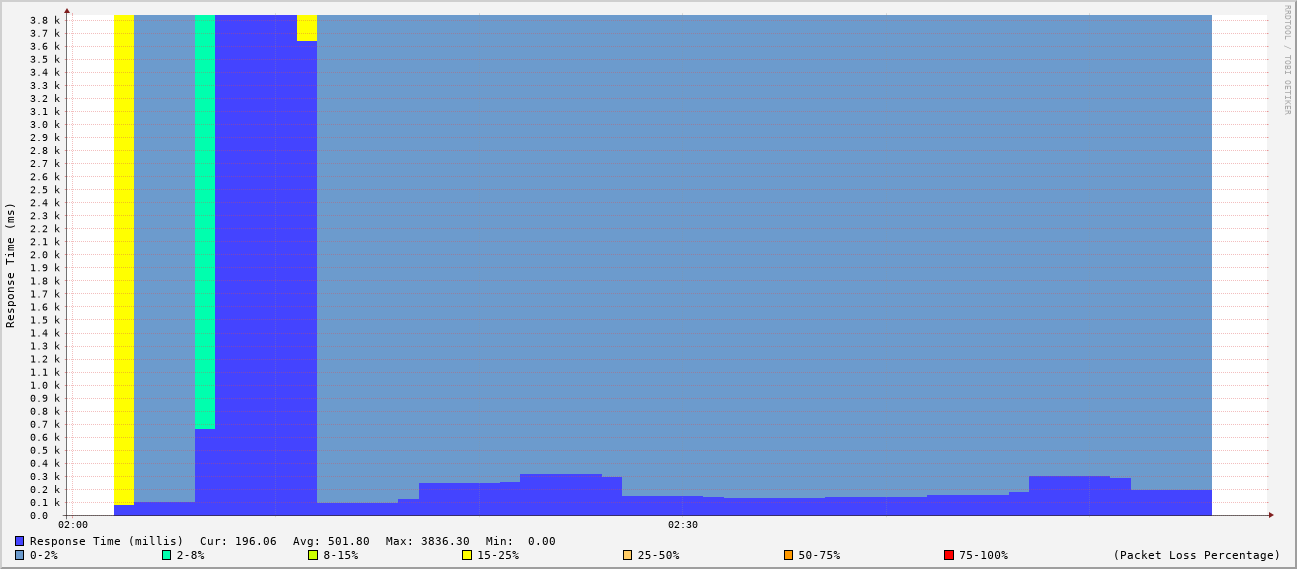 RRDTOOL / TOBI OETIKER
Response Time (ms)
3.8 k
3.7 k
3.6 k
3.5 k
3.4 k
3.3 k
3.2 k
3.1 k
3.0 k
2.9 k
2.8 k
2.7 k
2.6 k
2.5 k
2.4 k
2.3 k
2.2 k
2.1 k
2.0 k
1.9 k
1.8 k
1.7 k
1.6 k
1.5 k
1.4 k
1.3 k
1.2 k
1.1 k
1.0 k
0.9 k
0.8 k
0.7 k
0.6 k
0.5 k
0.4 k
0.3 k
0.2 k
0.1 k
0.0
02:00 02:30
Response Time (millis) Cur: 196.06 Avg: 501.80 Max: 3836.30 Min: 0.00
0-2% 2-8% 8-15% 15-25% 25-50% 50-75% 75-100% (Packet Loss Percentage)